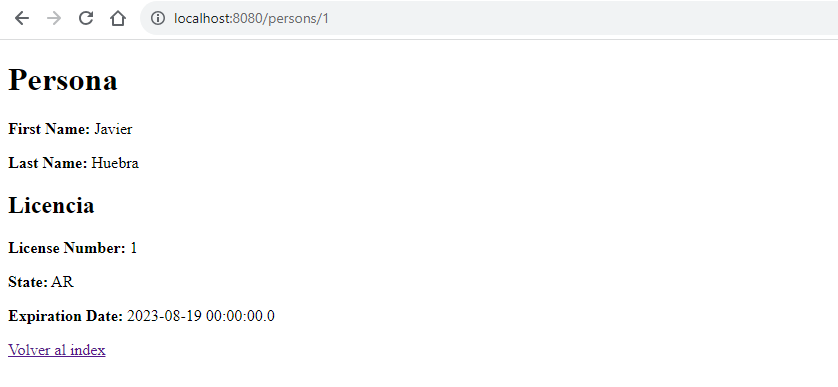 localhost:8080/persons/1
Persona
First Name: Javier
Last Name: Huebra
Licencia
License Number: 1
State: AR
Expiration Date: 2023-08-19 00:00:00.0
Volver al index